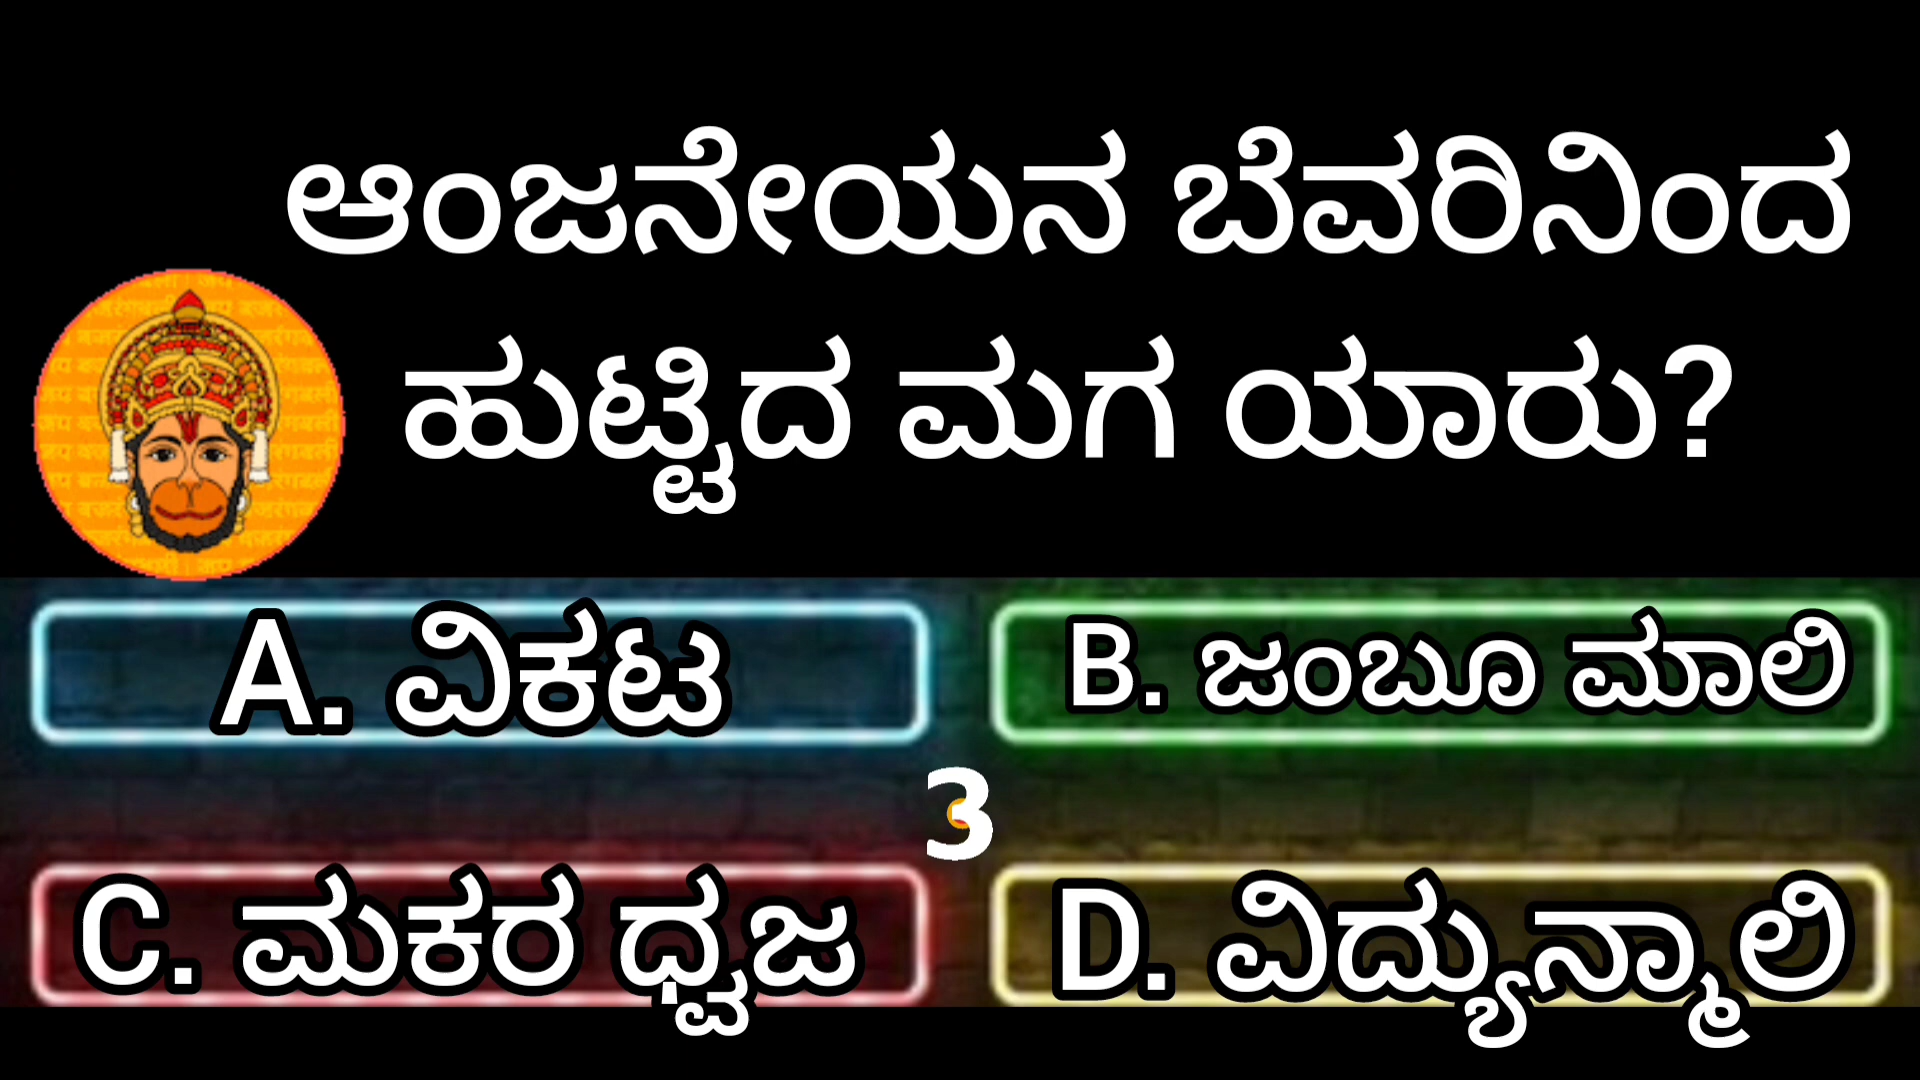 ಆಂಜನೇಯನ ಬೆವರಿನಿಂದ
ಹುಟ್ಟಿದ ಮಗ ಯಾರು?
A. ವಿಕಟ
B. ಜಂಬೂ ಮಾಲಿ
3
C. ಮಕರ ಧ್ವಜ
D. ವಿದ್ಯುನ್ಮಾಲಿ